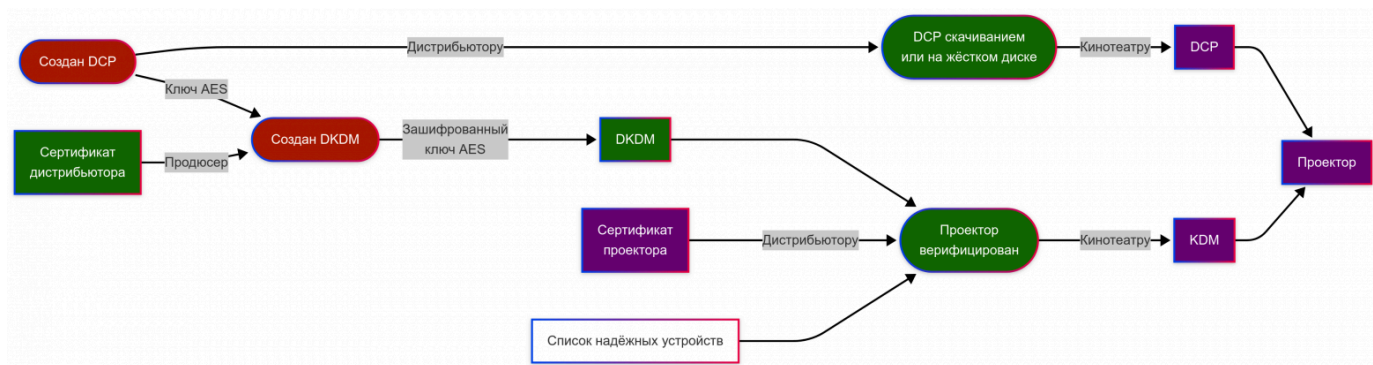 Создан DCP
Дистрибьютору
DCP скачиванием
или на жёстком диске
Кинотеатру
DCP
Ключ AES
Сертификат
дистрибьютора
Продюсер
Создан DKDM
Зашифрованный
ключ AES
DKDM
Проектор
Сертификат
проектора
Дистрибьютору
Проектор
верифицирован
Кинотеатру
KDM
Список надёжных устройств